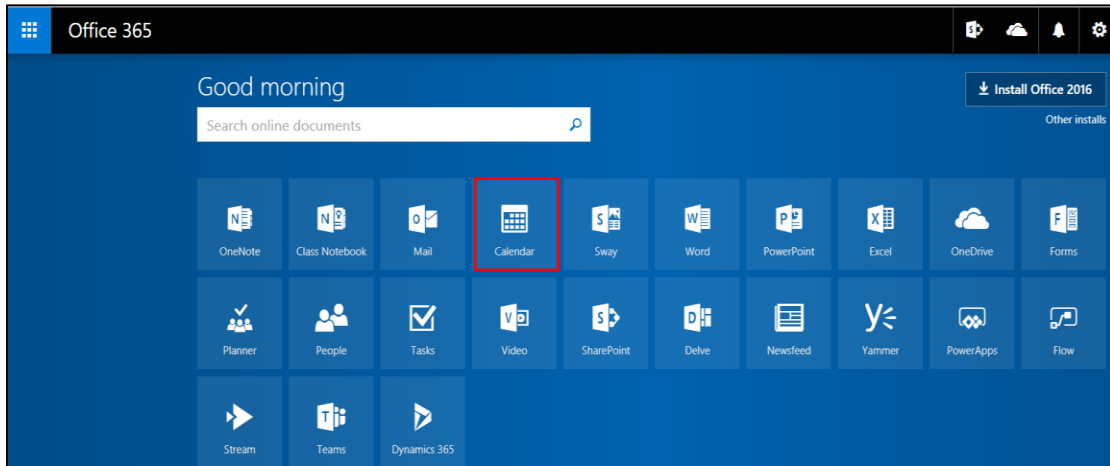 Office 365
Good morning
Install Office 2016
Search online documents
Other installs
OneNote Class Notebook Mail Calendar Sway Word PowerPoint Excel OneDrive Forms
Planner People Tasks Video SharePoint Delve Newsfeed Yammer PowerApps Flow
Stream Teams Dynamics 365